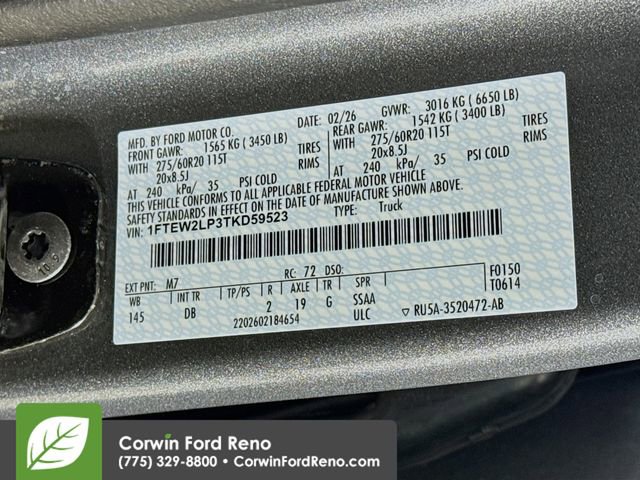 MFD. BY FORD MOTOR CO.
DATE: 02/26 GVWR: 3016 KG (6650 LB)
FRONT GAWR: 1565 KG (3450 LB)
REAR GAWR: 1542 KG (3400 LB)
WITH 275/60R20 115T TIRES
WITH 275/60R20 115T TIRES
20x8.5J RIMS
20x8.5J RIMS
AT 240 kPa/ 35 PSI COLD
AT 240 kPa/ 35 PSI COLD
THIS VEHICLE CONFORMS TO ALL APPLICABLE FEDERAL MOTOR VEHICLE
SAFETY STANDARDS IN EFFECT ON THE DATE OF MANUFACTURE SHOWN ABOVE.
VIN: 1FTEW2LP3TKD59523
TYPE: Truck
EXT PNT: M7 RC: 72 DSO: F0150
WB INT TR TP/PS R AXLE TR SPR T0614
145 DB 2 19 G SSAA
2202602184654 ULC ▽ RU5A-3520472-AB
10.9
Corwin Ford Reno
(775) 329-8800 • CorwinFordReno.com